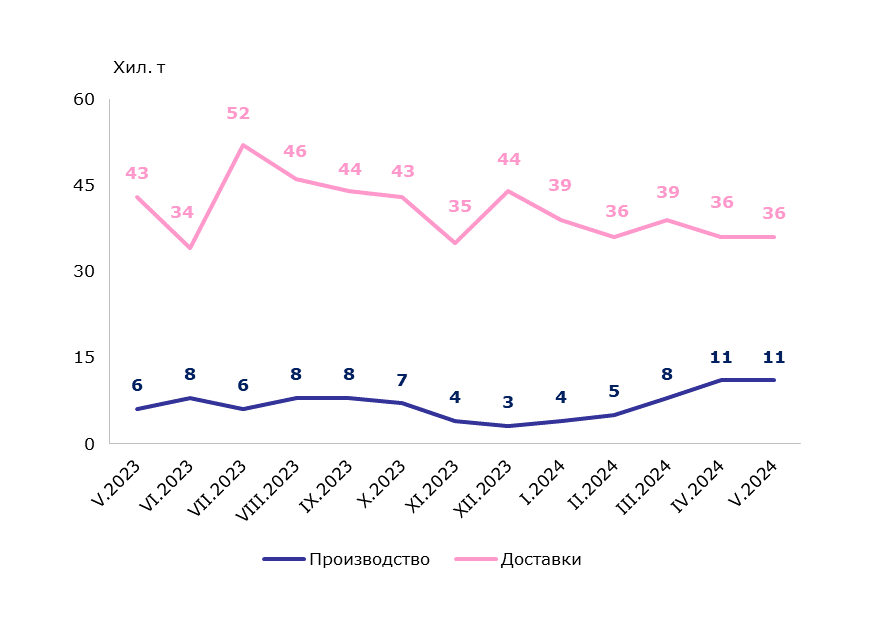 Хил. т
60
45
30
15
0
43
34
52
46
44
43
35
44
39
36
39
36
36
6
8
6
8
8
7
4
3
4
5
8
11
11
V.2023
VI.2023
VII.2023
VIII.2023
IX.2023
X.2023
XI.2023
XII.2023
I.2024
II.2024
III.2024
IV.2024
V.2024
Производство
Доставки